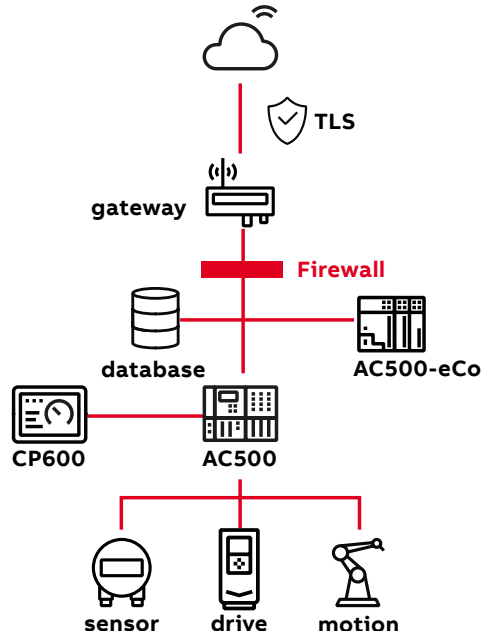 TLS
gateway
Firewall
database
AC500-eCo
CP600
AC500
sensor
drive
motion